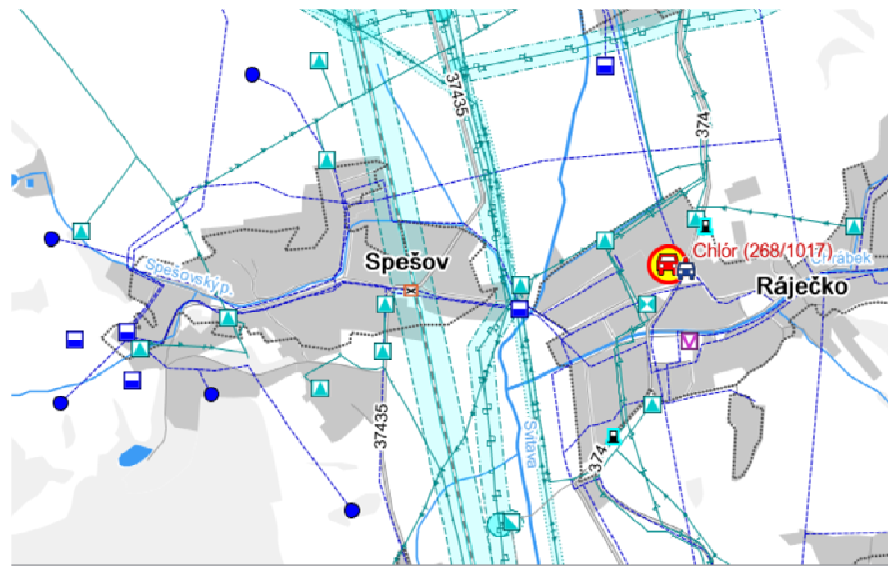 37435
374
Chlór (268/1017)
Chrábek
Spešov
Spešovský p.
Ráječko
Svitava
37435
374